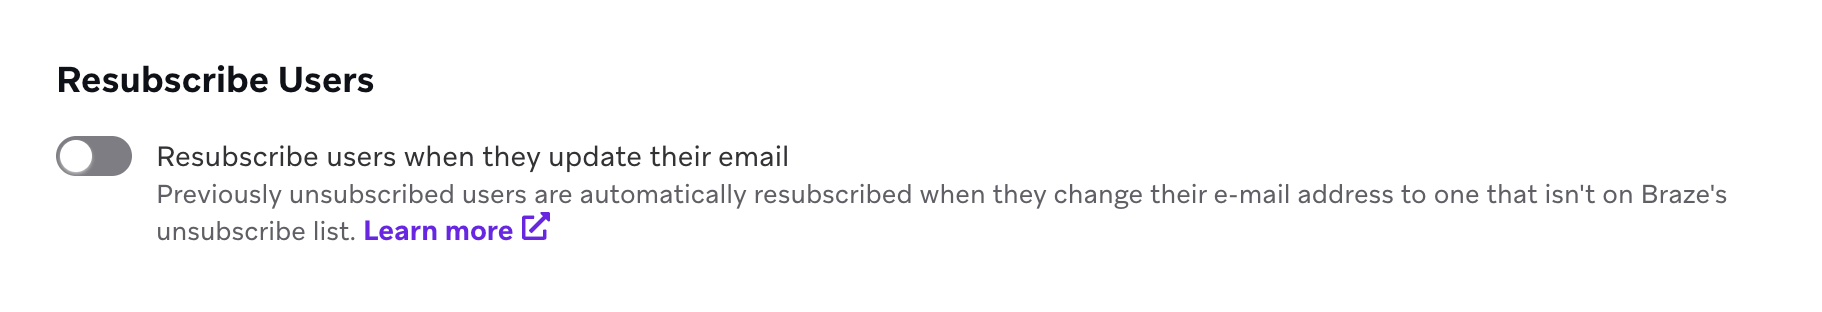 Resubscribe Users
Resubscribe users when they update their email
Previously unsubscribed users are automatically resubscribed when they change their e-mail address to one that isn't on Braze's
unsubscribe list. Learn more